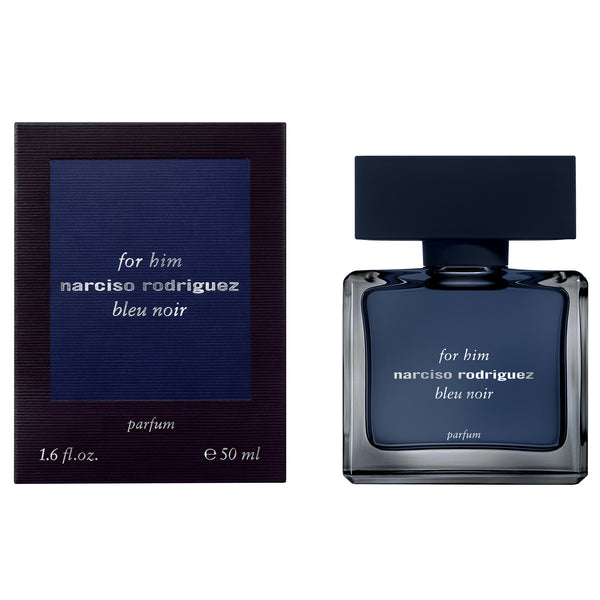 for him
narciso rodriguez
bleu noir
parfum
1.6 fl.oz. ℮ 50 ml
for him
narciso rodriguez
bleu noir
parfum